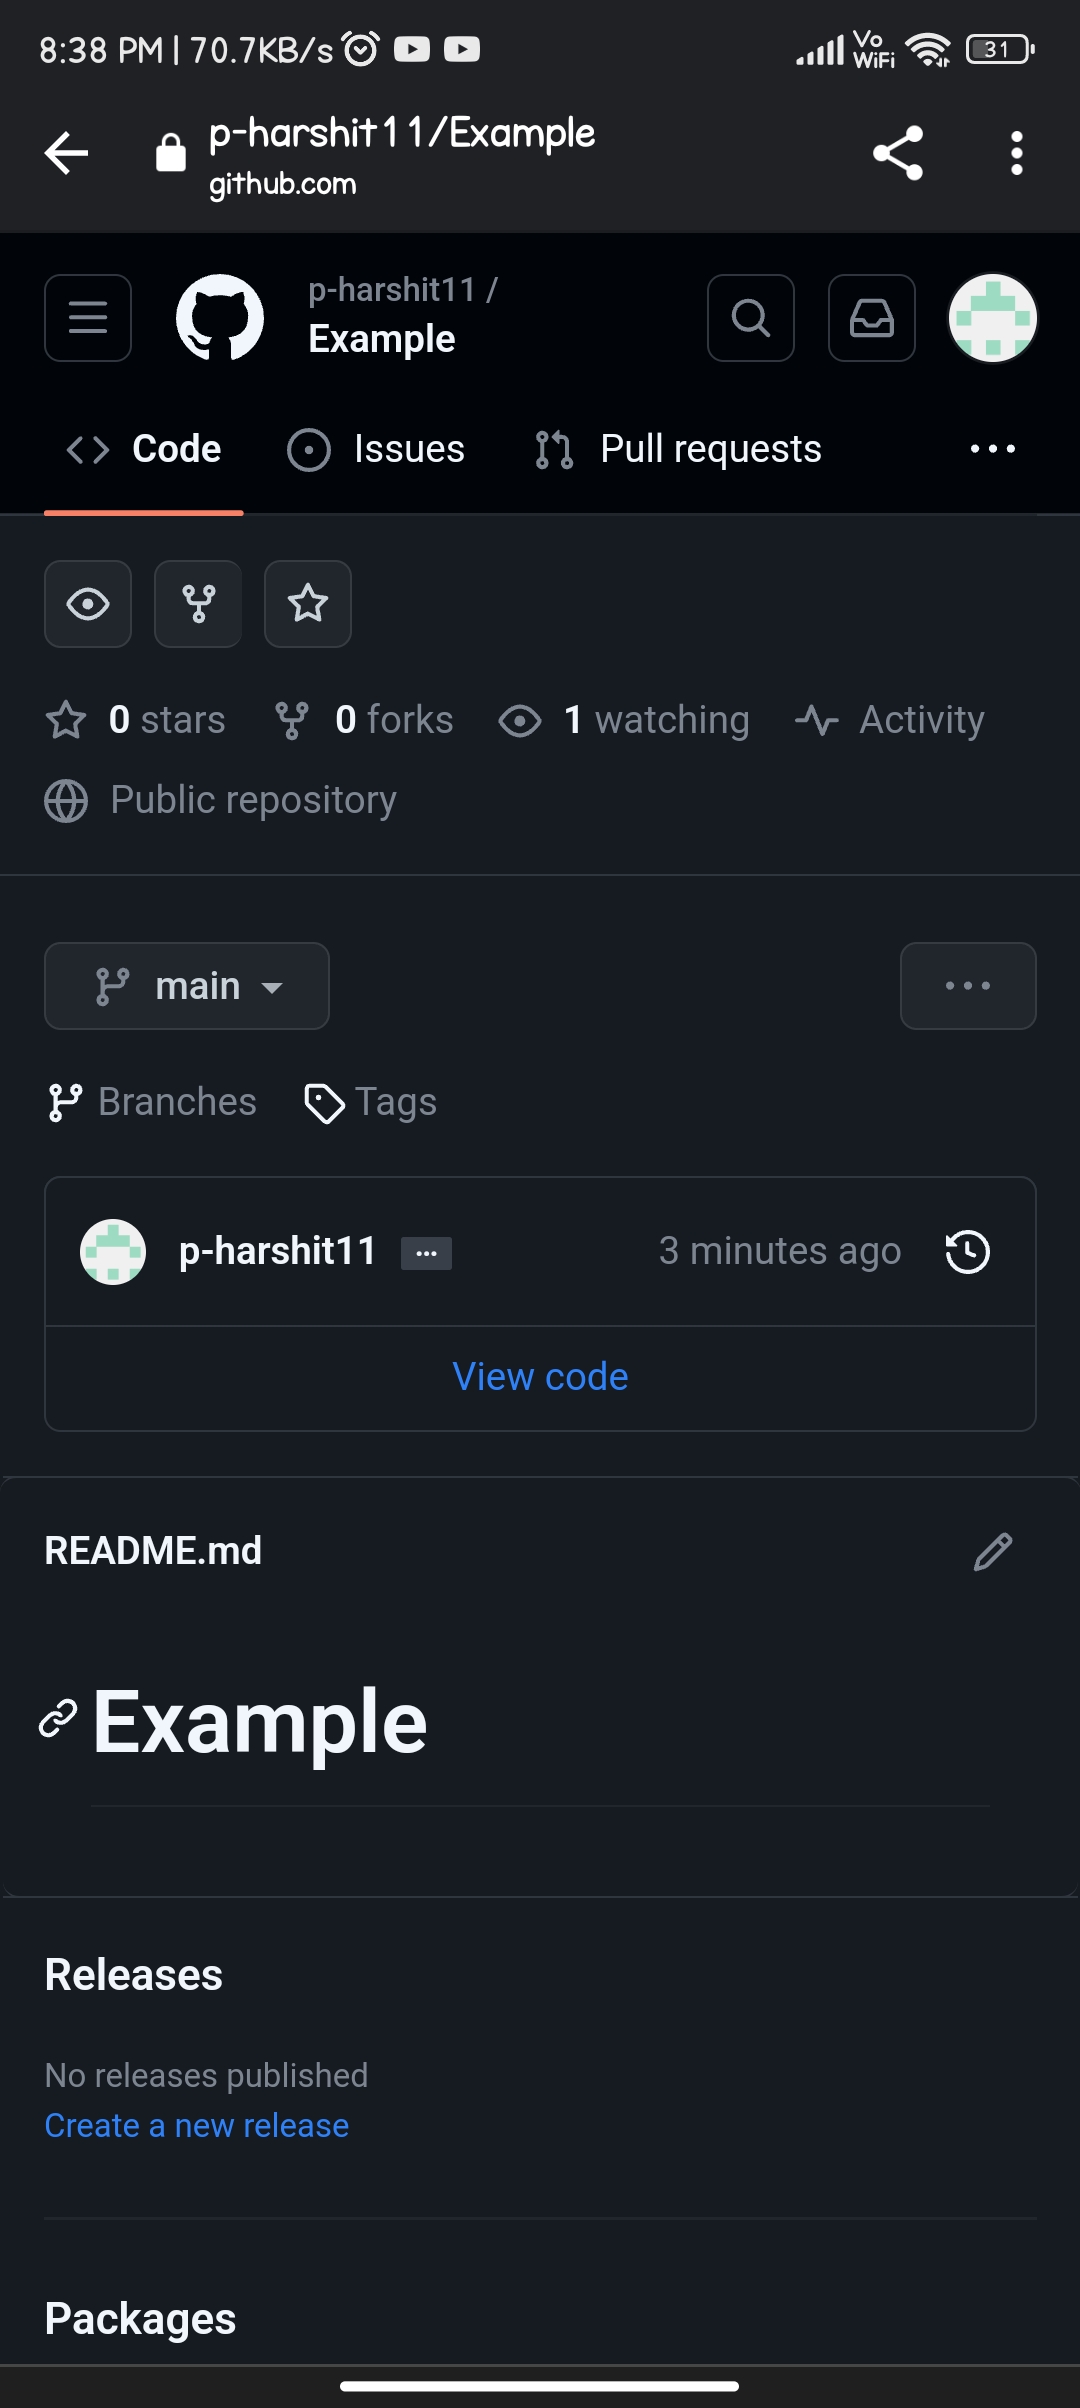 8:38 PM | 70.7KB/s
Vo
WiFi
31
p-harshit11/Example
github.com
p-harshit11 /
Example
Code Issues Pull requests
0 stars 0 forks 1 watching Activity
Public repository
main
Branches Tags
p-harshit11 3 minutes ago
View code
README.md
Example
Releases
No releases published
Create a new release
Packages